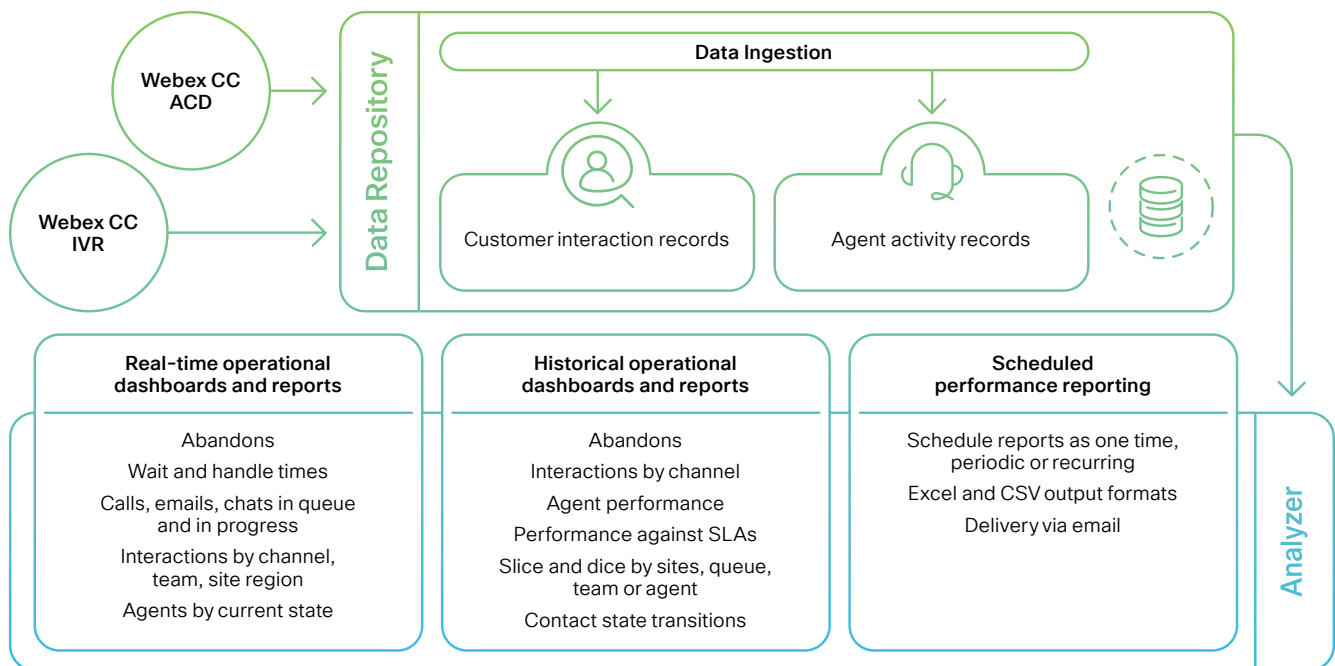 Webex CC
ACD
Webex CC
IVR
Data Repository
Data Ingestion
Customer interaction records
Agent activity records
Real-time operational
dashboards and reports
Abandons
Wait and handle times
Calls, emails, chats in queue
and in progress
Interactions by channel,
team, site region
Agents by current state
Historical operational
dashboards and reports
Abandons
Interactions by channel
Agent performance
Performance against SLAs
Slice and dice by sites, queue,
team or agent
Contact state transitions
Scheduled
performance reporting
Schedule reports as one time,
periodic or recurring
Excel and CSV output formats
Delivery via email
Analyzer